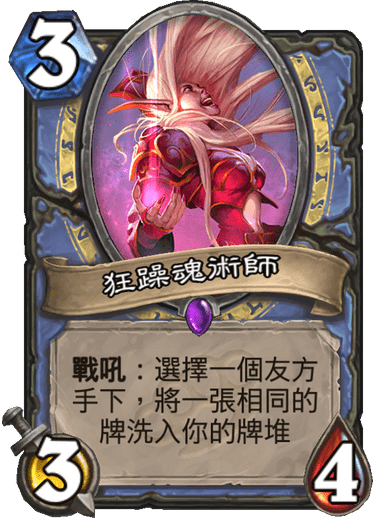 3
狂躁魂術師
戰吼：選擇一個友方
手下，將一張相同的
牌洗入你的牌堆
3
4